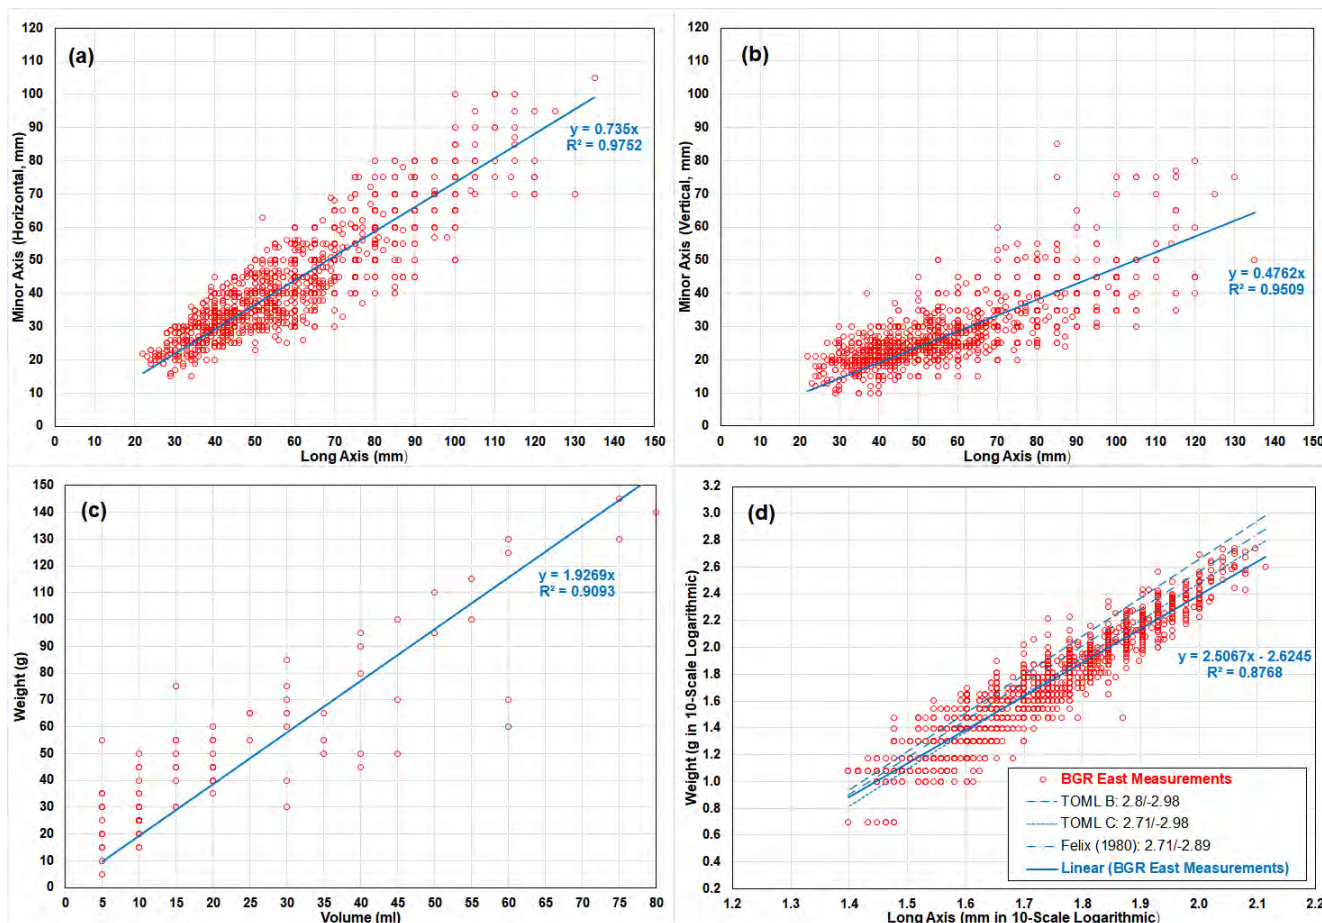 (a)
120
110
100
90
80
70
60
50
40
30
20
10
0
Minor Axis (Horizontal, mm)
y = 0.735x
R² = 0.9752
0 10 20 30 40 50 60 70 80 90 100 110 120 130 140 150
Long Axis (mm)
(b)
120
110
100
90
80
70
60
50
40
30
20
10
0
Minor Axis (Vertical, mm)
y = 0.4762x
R² = 0.9509
0 10 20 30 40 50 60 70 80 90 100 110 120 130 140 150
Long Axis (mm)
(c)
150
140
130
120
110
100
90
80
70
60
50
40
30
20
10
0
Weight (g)
y = 1.9269x
R² = 0.9093
0 5 10 15 20 25 30 35 40 45 50 55 60 65 70 75 80
Volume (ml)
(d)
3.2
3.0
2.8
2.6
2.4
2.2
2.0
1.8
1.6
1.4
1.2
1.0
0.8
0.6
0.4
0.2
Weight (g in 10-Scale Logarithmic)
y = 2.5067x - 2.6245
R² = 0.8768
BGR East Measurements
TOML B: 2.8/-2.98
TOML C: 2.71/-2.98
Felix (1980): 2.71/-2.89
Linear (BGR East Measurements)
1.2 1.3 1.4 1.5 1.6 1.7 1.8 1.9 2.0 2.1 2.2
Long Axis (mm in 10-Scale Logarithmic)